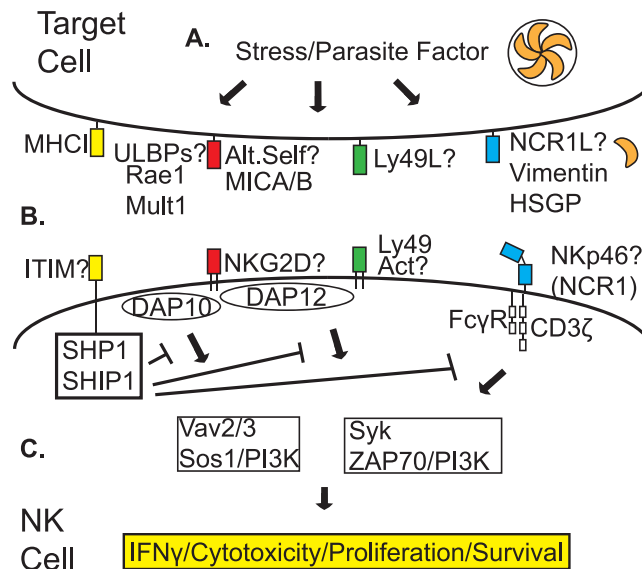 Target
Cell
A.
Stress/Parasite Factor
MHCI
ULBPs?
Rae1
Mult1
Alt.Self?
MICA/B
Ly49L?
NCR1L?
Vimentin
HSGP
B.
ITIM?
NKG2D?
Ly49
Act?
NKp46?
(NCR1)
DAP10
DAP12
FcγR
CD3ζ
SHP1
SHIP1
Vav2/3
Sos1/PI3K
Syk
ZAP70/PI3K
C.
NK
Cell
IFNγ/Cytotoxicity/Proliferation/Survival